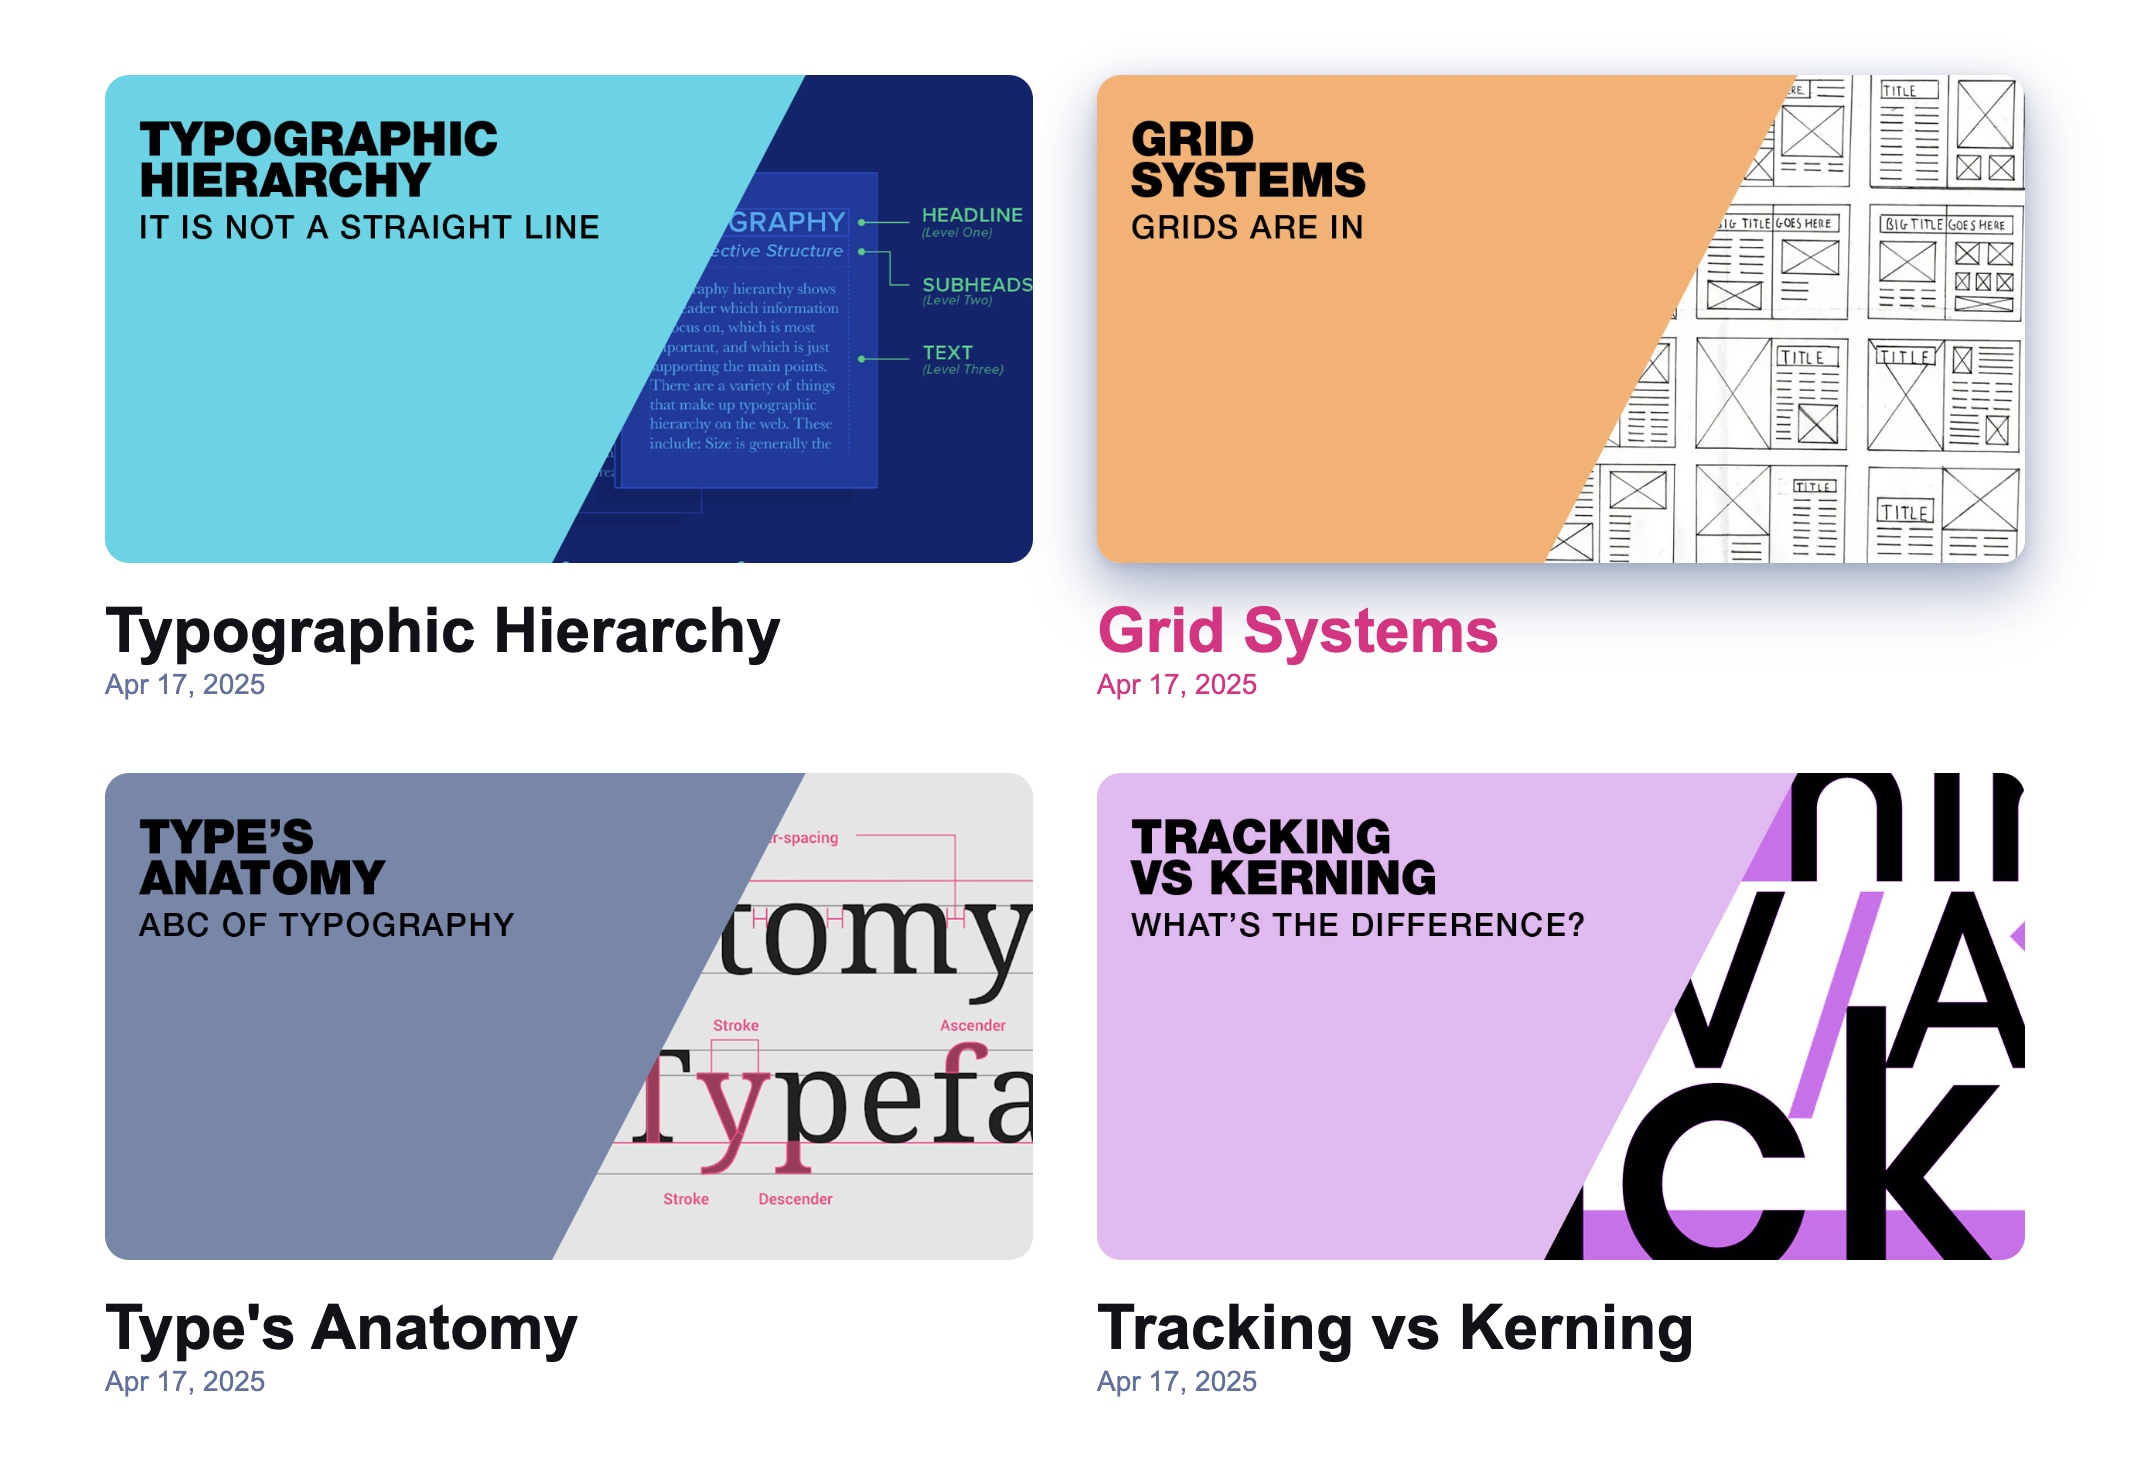 TYPOGRAPHIC
HIERARCHY
IT IS NOT A STRAIGHT LINE
GRAPHY
ective Structure
raphy hierarchy shows
ader which information
ocus on, which is most
portant, and which is just
upporting the main points.
There are a variety of things
that make up typographic
hierarchy on the web. These
include: Size is generally the
HEADLINE
(Level One)
SUBHEADS
(Level Two)
TEXT
(Level Three)
Typographic Hierarchy
Apr 17, 2025
GRID
SYSTEMS
GRIDS ARE IN
TITLE
BIG TITLE GOES HERE
BIG TITLE GOES HERE
TITLE
TITLE
TITLE
TITLE
Grid Systems
Apr 17, 2025
TYPE’S
ANATOMY
ABC OF TYPOGRAPHY
r-spacing
tomy
Stroke
Ascender
Typefa
Stroke
Descender
Type's Anatomy
Apr 17, 2025
TRACKING
VS KERNING
WHAT’S THE DIFFERENCE?
V/A
CK
Tracking vs Kerning
Apr 17, 2025